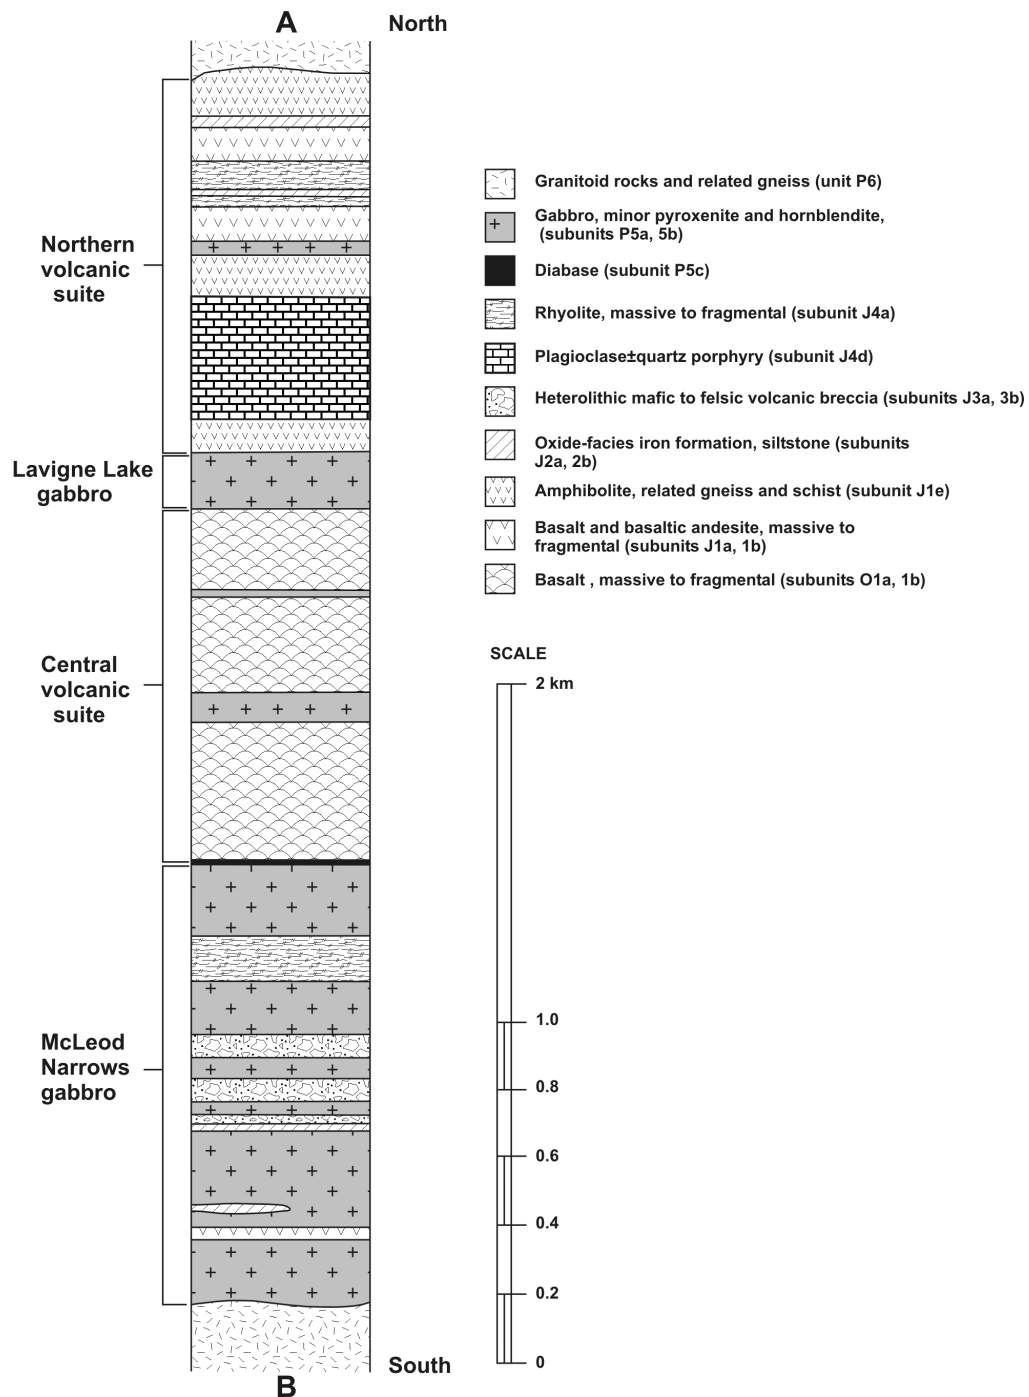 A
North
Northern
volcanic
suite
Lavigne Lake
gabbro
Central
volcanic
suite
McLeod
Narrows
gabbro
South
B
Granitoid rocks and related gneiss (unit P6)
Gabbro, minor pyroxenite and hornblendite,
(subunits P5a, 5b)
Diabase (subunit P5c)
Rhyolite, massive to fragmental (subunit J4a)
Plagioclase±quartz porphyry (subunit J4d)
Heterolithic mafic to felsic volcanic breccia (subunits J3a, 3b)
Oxide-facies iron formation, siltstone (subunits
J2a, 2b)
Amphibolite, related gneiss and schist (subunit J1e)
Basalt and basaltic andesite, massive to
fragmental (subunits J1a, 1b)
Basalt , massive to fragmental (subunits O1a, 1b)
SCALE
2 km
1.0
0.8
0.6
0.4
0.2
0